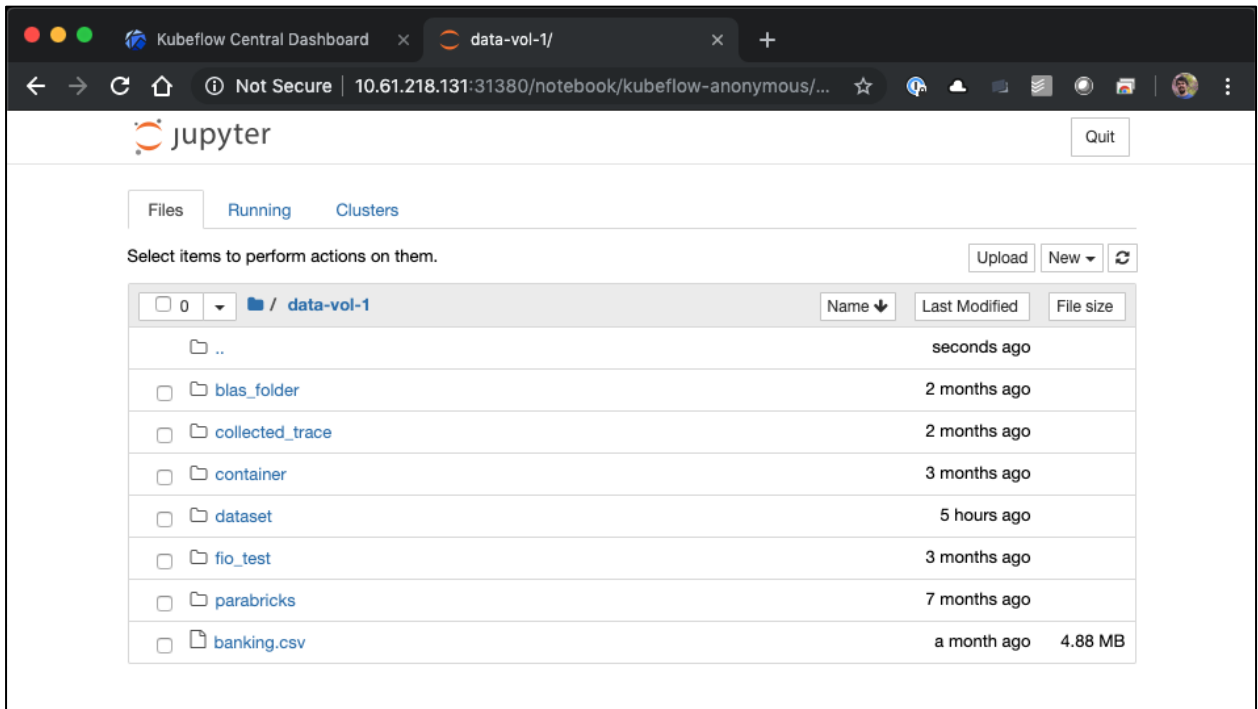 Kubeflow Central Dashboard
data-vol-1/
Not Secure | 10.61.218.131:31380/notebook/kubeflow-anonymous/...
jupyter
Quit
Files Running Clusters
Select items to perform actions on them.
Upload New
0 / data-vol-1 Name Last Modified File size
.. seconds ago
blas_folder 2 months ago
collected_trace 2 months ago
container 3 months ago
dataset 5 hours ago
fio_test 3 months ago
parabricks 7 months ago
banking.csv a month ago 4.88 MB